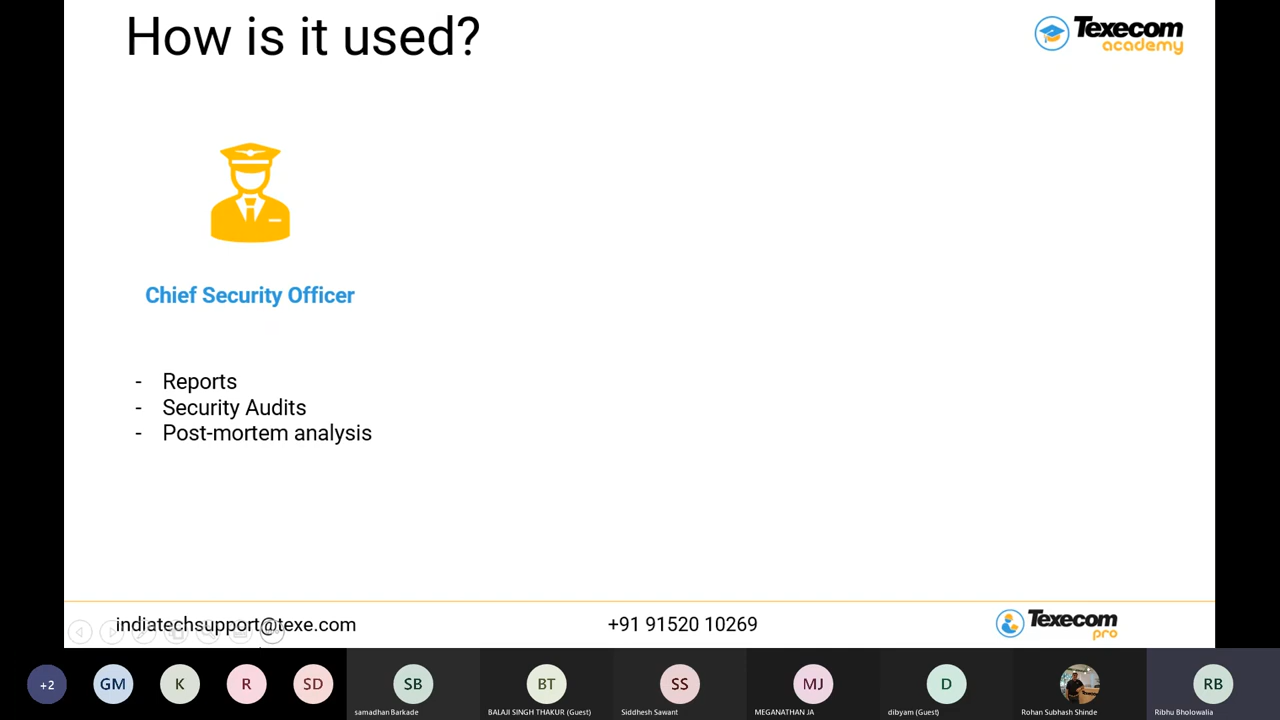 How is it used?
Texecom
academy
Chief Security Officer
- Reports
- Security Audits
- Post-mortem analysis
indiatechsupport@texe.com
+91 91520 10269
Texecom
pro
+2
GM
K
R
SD
SB
BT
SS
MJ
D
RB
samadhan Barkade
BALAJI SINGH THAKUR (Guest)
Siddhesh Sawant
MEGANATHAN JA
dibyam (Guest)
Rohan Subhash Shinde
Ribhu Bholowalia